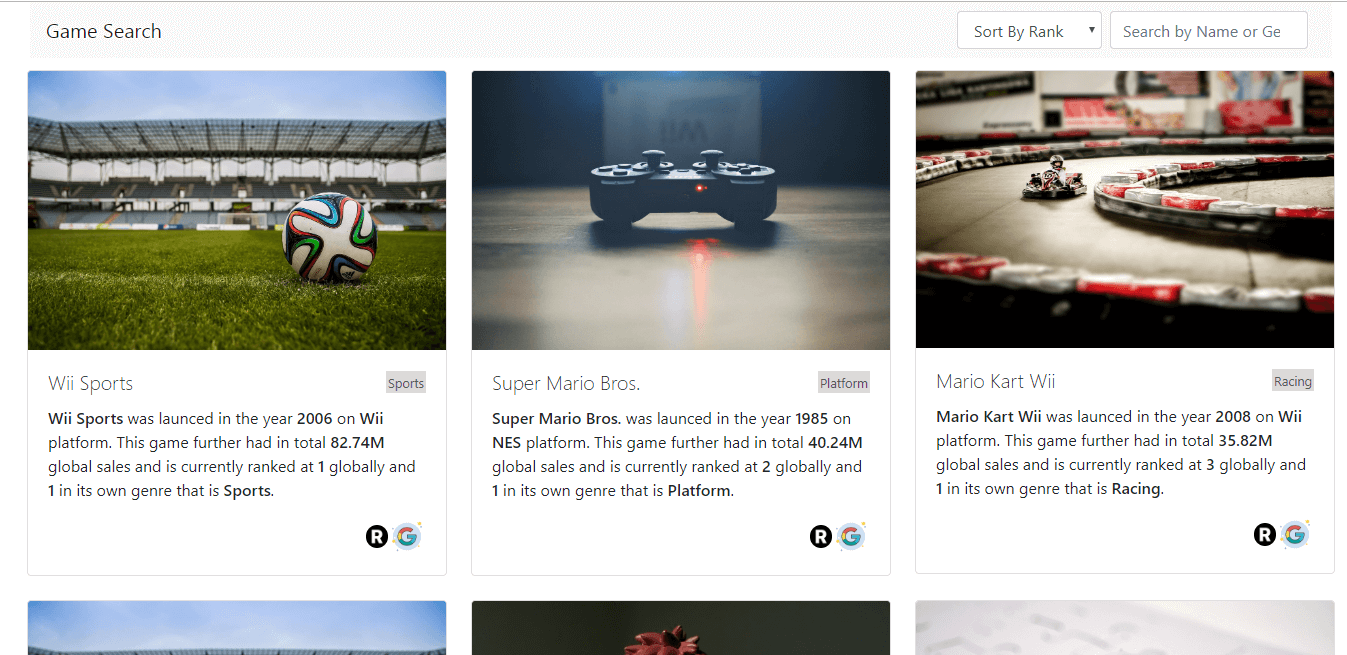 Game Search
Sort By Rank
Search by Name or Ge
Wii Sports
Sports
Wii Sports was launced in the year 2006 on Wii
platform. This game further had in total 82.74M
global sales and is currently ranked at 1 globally and
1 in its own genre that is Sports.
R G
Super Mario Bros.
Platform
Super Mario Bros. was launced in the year 1985 on
NES platform. This game further had in total 40.24M
global sales and is currently ranked at 2 globally and
1 in its own genre that is Platform.
R G
Mario Kart Wii
Racing
Mario Kart Wii was launced in the year 2008 on Wii
platform. This game further had in total 35.82M
global sales and is currently ranked at 3 globally and
1 in its own genre that is Racing.
R G